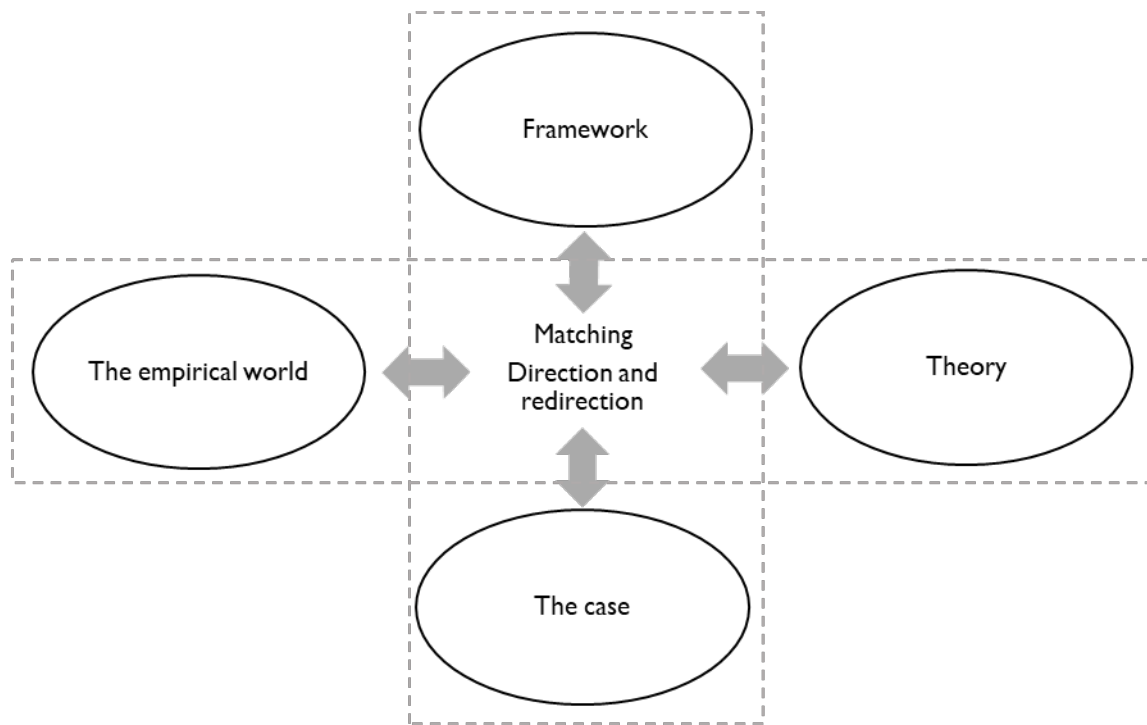 Framework
Matching
Direction and
redirection
The empirical world
Theory
The case